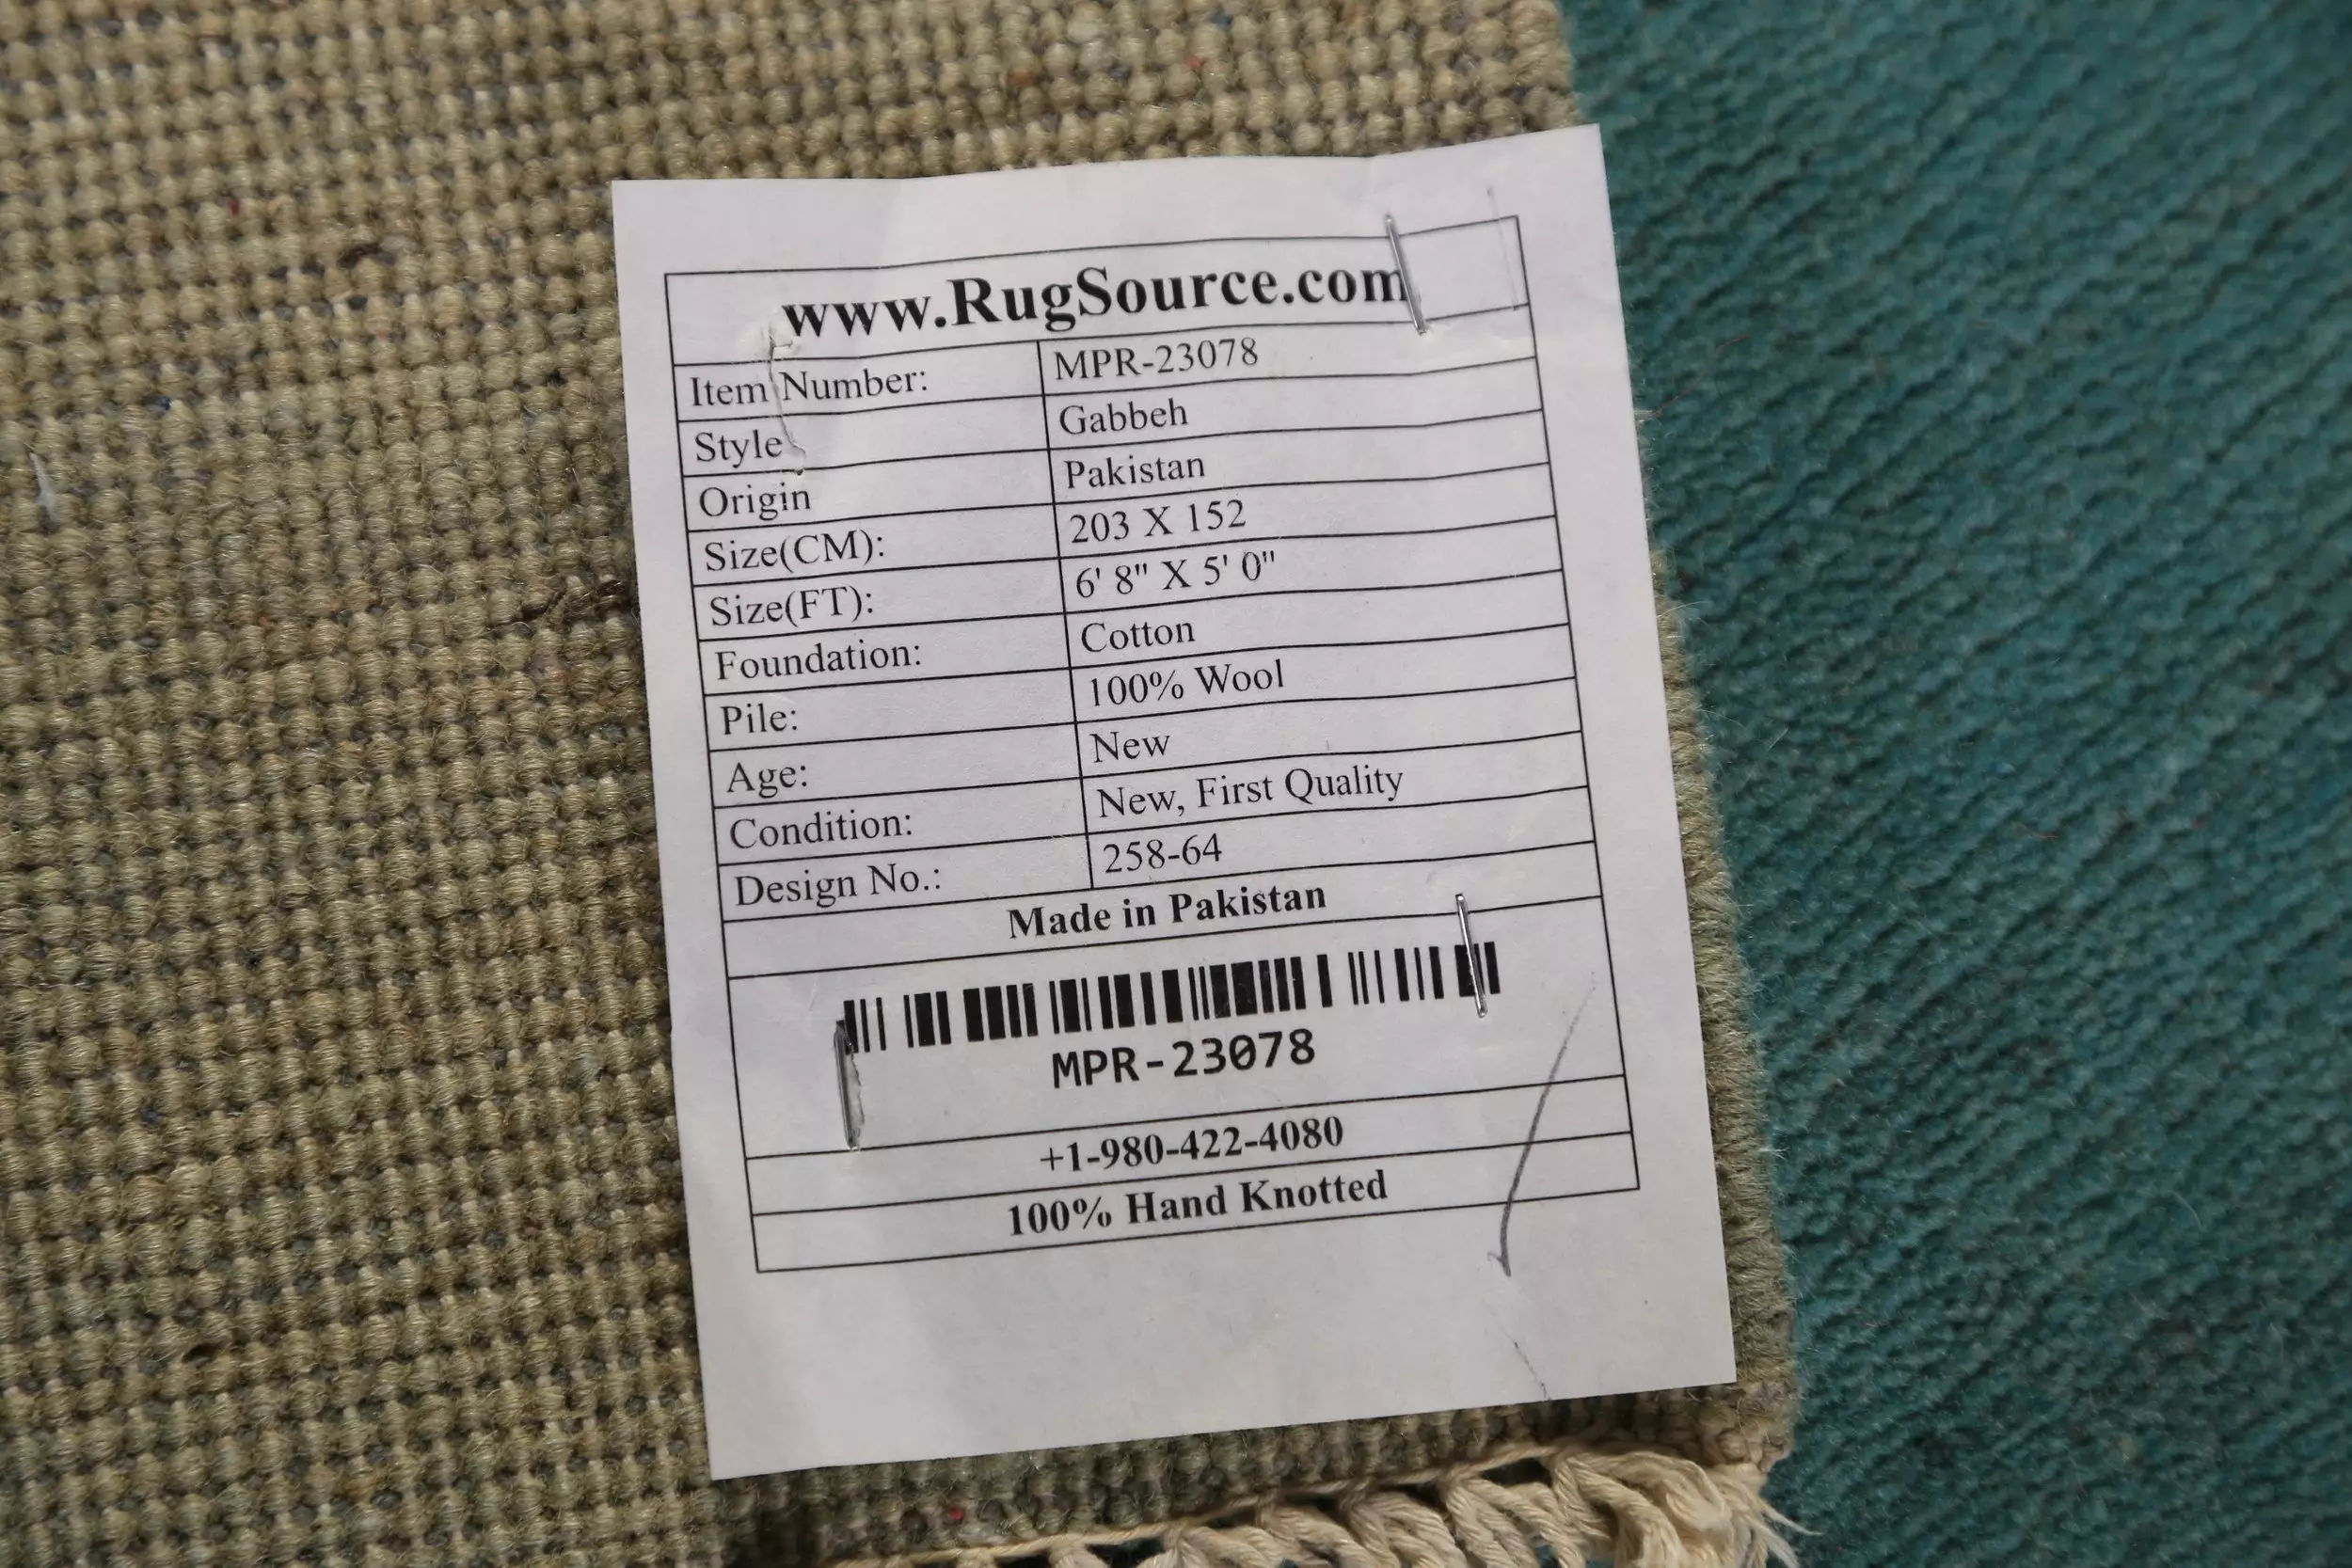 www.RugSource.com
Item Number: MPR-23078
Style Gabbeh
Origin Pakistan
Size(CM): 203 X 152
Size(FT): 6' 8" X 5' 0"
Foundation: Cotton
Pile: 100% Wool
Age: New
Condition: New, First Quality
Design No.: 258-64
Made in Pakistan
MPR-23078
+1-980-422-4080
100% Hand Knotted